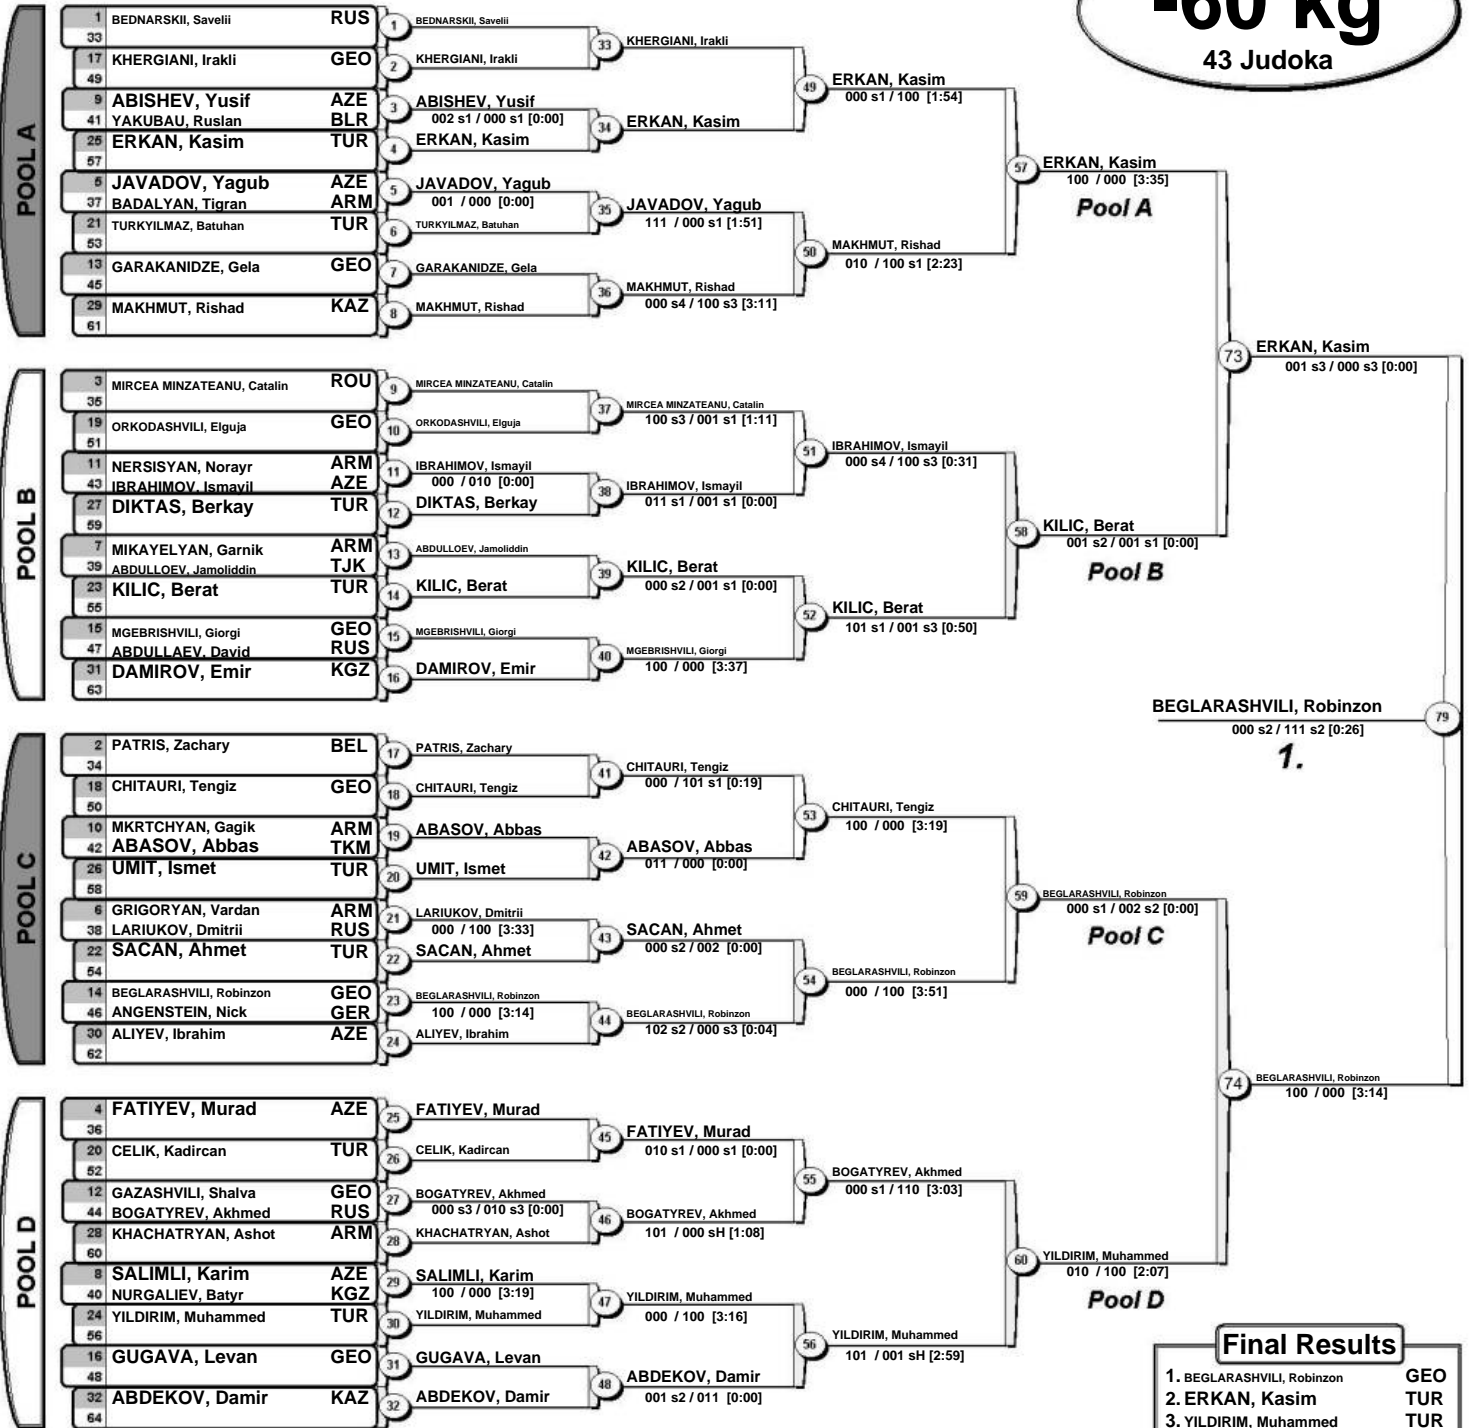 -60 kg
43 Judoka
POOL A
1 BEDNARSKII, Savelii RUS
33
17 KHERGIANI, Irakli GEO
49
9 ABISHEV, Yusif AZE
41 YAKUBAU, Ruslan BLR
25 ERKAN, Kasim TUR
57
5 JAVADOV, Yagub AZE
37 BADALYAN, Tigran ARM
21 TURKYILMAZ, Batuhan TUR
53
13 GARAKANIDZE, Gela GEO
45
29 MAKHMUT, Rishad KAZ
61
1 BEDNARSKII, Savelii
2 KHERGIANI, Irakli
3 ABISHEV, Yusif
002 s1 / 000 s1 [0:00]
4 ERKAN, Kasim
5 JAVADOV, Yagub
001 / 000 [0:00]
6 TURKYILMAZ, Batuhan
7 GARAKANIDZE, Gela
8 MAKHMUT, Rishad
33 KHERGIANI, Irakli
34 ERKAN, Kasim
35 JAVADOV, Yagub
111 / 000 s1 [1:51]
36 MAKHMUT, Rishad
000 s4 / 100 s3 [3:11]
49 ERKAN, Kasim
000 s1 / 100 [1:54]
50 MAKHMUT, Rishad
010 / 100 s1 [2:23]
57 ERKAN, Kasim
100 / 000 [3:35]
Pool A
POOL B
3 MIRCEA MINZATEANU, Catalin ROU
35
19 ORKODASHVILI, Elguja GEO
51
11 NERSISYAN, Norayr ARM
43 IBRAHIMOV, Ismayil AZE
27 DIKTAS, Berkay TUR
59
7 MIKAYELYAN, Garnik ARM
39 ABDULLOEV, Jamoliddin TJK
23 KILIC, Berat TUR
55
15 MGEBRISHVILI, Giorgi GEO
47 ABDULLAEV, David RUS
31 DAMIROV, Emir KGZ
63
9 MIRCEA MINZATEANU, Catalin
10 ORKODASHVILI, Elguja
11 IBRAHIMOV, Ismayil
000 / 010 [0:00]
12 DIKTAS, Berkay
13 ABDULLOEV, Jamoliddin
14 KILIC, Berat
15 MGEBRISHVILI, Giorgi
16 DAMIROV, Emir
37 MIRCEA MINZATEANU, Catalin
100 s3 / 001 s1 [1:11]
38 IBRAHIMOV, Ismayil
011 s1 / 001 s1 [0:00]
39 KILIC, Berat
000 s2 / 001 s1 [0:00]
40 MGEBRISHVILI, Giorgi
100 / 000 [3:37]
51 IBRAHIMOV, Ismayil
000 s4 / 100 s3 [0:31]
52 KILIC, Berat
101 s1 / 001 s3 [0:50]
58 KILIC, Berat
001 s2 / 001 s1 [0:00]
Pool B
73 ERKAN, Kasim
001 s3 / 000 s3 [0:00]
BEGLARASHVILI, Robinzon 79
000 s2 / 111 s2 [0:26]
1.
POOL C
2 PATRIS, Zachary BEL
34
18 CHITAURI, Tengiz GEO
50
10 MKRTCHYAN, Gagik ARM
42 ABASOV, Abbas TKM
26 UMIT, Ismet TUR
58
6 GRIGORYAN, Vardan ARM
38 LARIUKOV, Dmitrii RUS
22 SACAN, Ahmet TUR
54
14 BEGLARASHVILI, Robinzon GEO
46 ANGENSTEIN, Nick GER
30 ALIYEV, Ibrahim AZE
62
17 PATRIS, Zachary
18 CHITAURI, Tengiz
19 ABASOV, Abbas
20 UMIT, Ismet
21 LARIUKOV, Dmitrii
000 / 100 [3:33]
22 SACAN, Ahmet
23 BEGLARASHVILI, Robinzon
100 / 000 [3:14]
24 ALIYEV, Ibrahim
41 CHITAURI, Tengiz
000 / 101 s1 [0:19]
42 ABASOV, Abbas
011 / 000 [0:00]
43 SACAN, Ahmet
000 s2 / 002 [0:00]
44 BEGLARASHVILI, Robinzon
102 s2 / 000 s3 [0:04]
53 CHITAURI, Tengiz
100 / 000 [3:19]
54 BEGLARASHVILI, Robinzon
000 / 100 [3:51]
59 BEGLARASHVILI, Robinzon
000 s1 / 002 s2 [0:00]
Pool C
POOL D
4 FATIYEV, Murad AZE
36
20 CELIK, Kadircan TUR
52
12 GAZASHVILI, Shalva GEO
44 BOGATYREV, Akhmed RUS
28 KHACHATRYAN, Ashot ARM
60
8 SALIMLI, Karim AZE
40 NURGALIEV, Batyr KGZ
24 YILDIRIM, Muhammed TUR
56
16 GUGAVA, Levan GEO
48
32 ABDEKOV, Damir KAZ
64
25 FATIYEV, Murad
26 CELIK, Kadircan
27 BOGATYREV, Akhmed
000 s3 / 010 s3 [0:00]
28 KHACHATRYAN, Ashot
29 SALIMLI, Karim
100 / 000 [3:19]
30 YILDIRIM, Muhammed
31 GUGAVA, Levan
32 ABDEKOV, Damir
45 FATIYEV, Murad
010 s1 / 000 s1 [0:00]
46 BOGATYREV, Akhmed
101 / 000 sH [1:08]
47 YILDIRIM, Muhammed
000 / 100 [3:16]
48 ABDEKOV, Damir
001 s2 / 011 [0:00]
55 BOGATYREV, Akhmed
000 s1 / 110 [3:03]
56 YILDIRIM, Muhammed
101 / 001 sH [2:59]
60 YILDIRIM, Muhammed
010 / 100 [2:07]
Pool D
74 BEGLARASHVILI, Robinzon
100 / 000 [3:14]
Final Results
1. BEGLARASHVILI, Robinzon GEO
2. ERKAN, Kasim TUR
3. YILDIRIM, Muhammed TUR